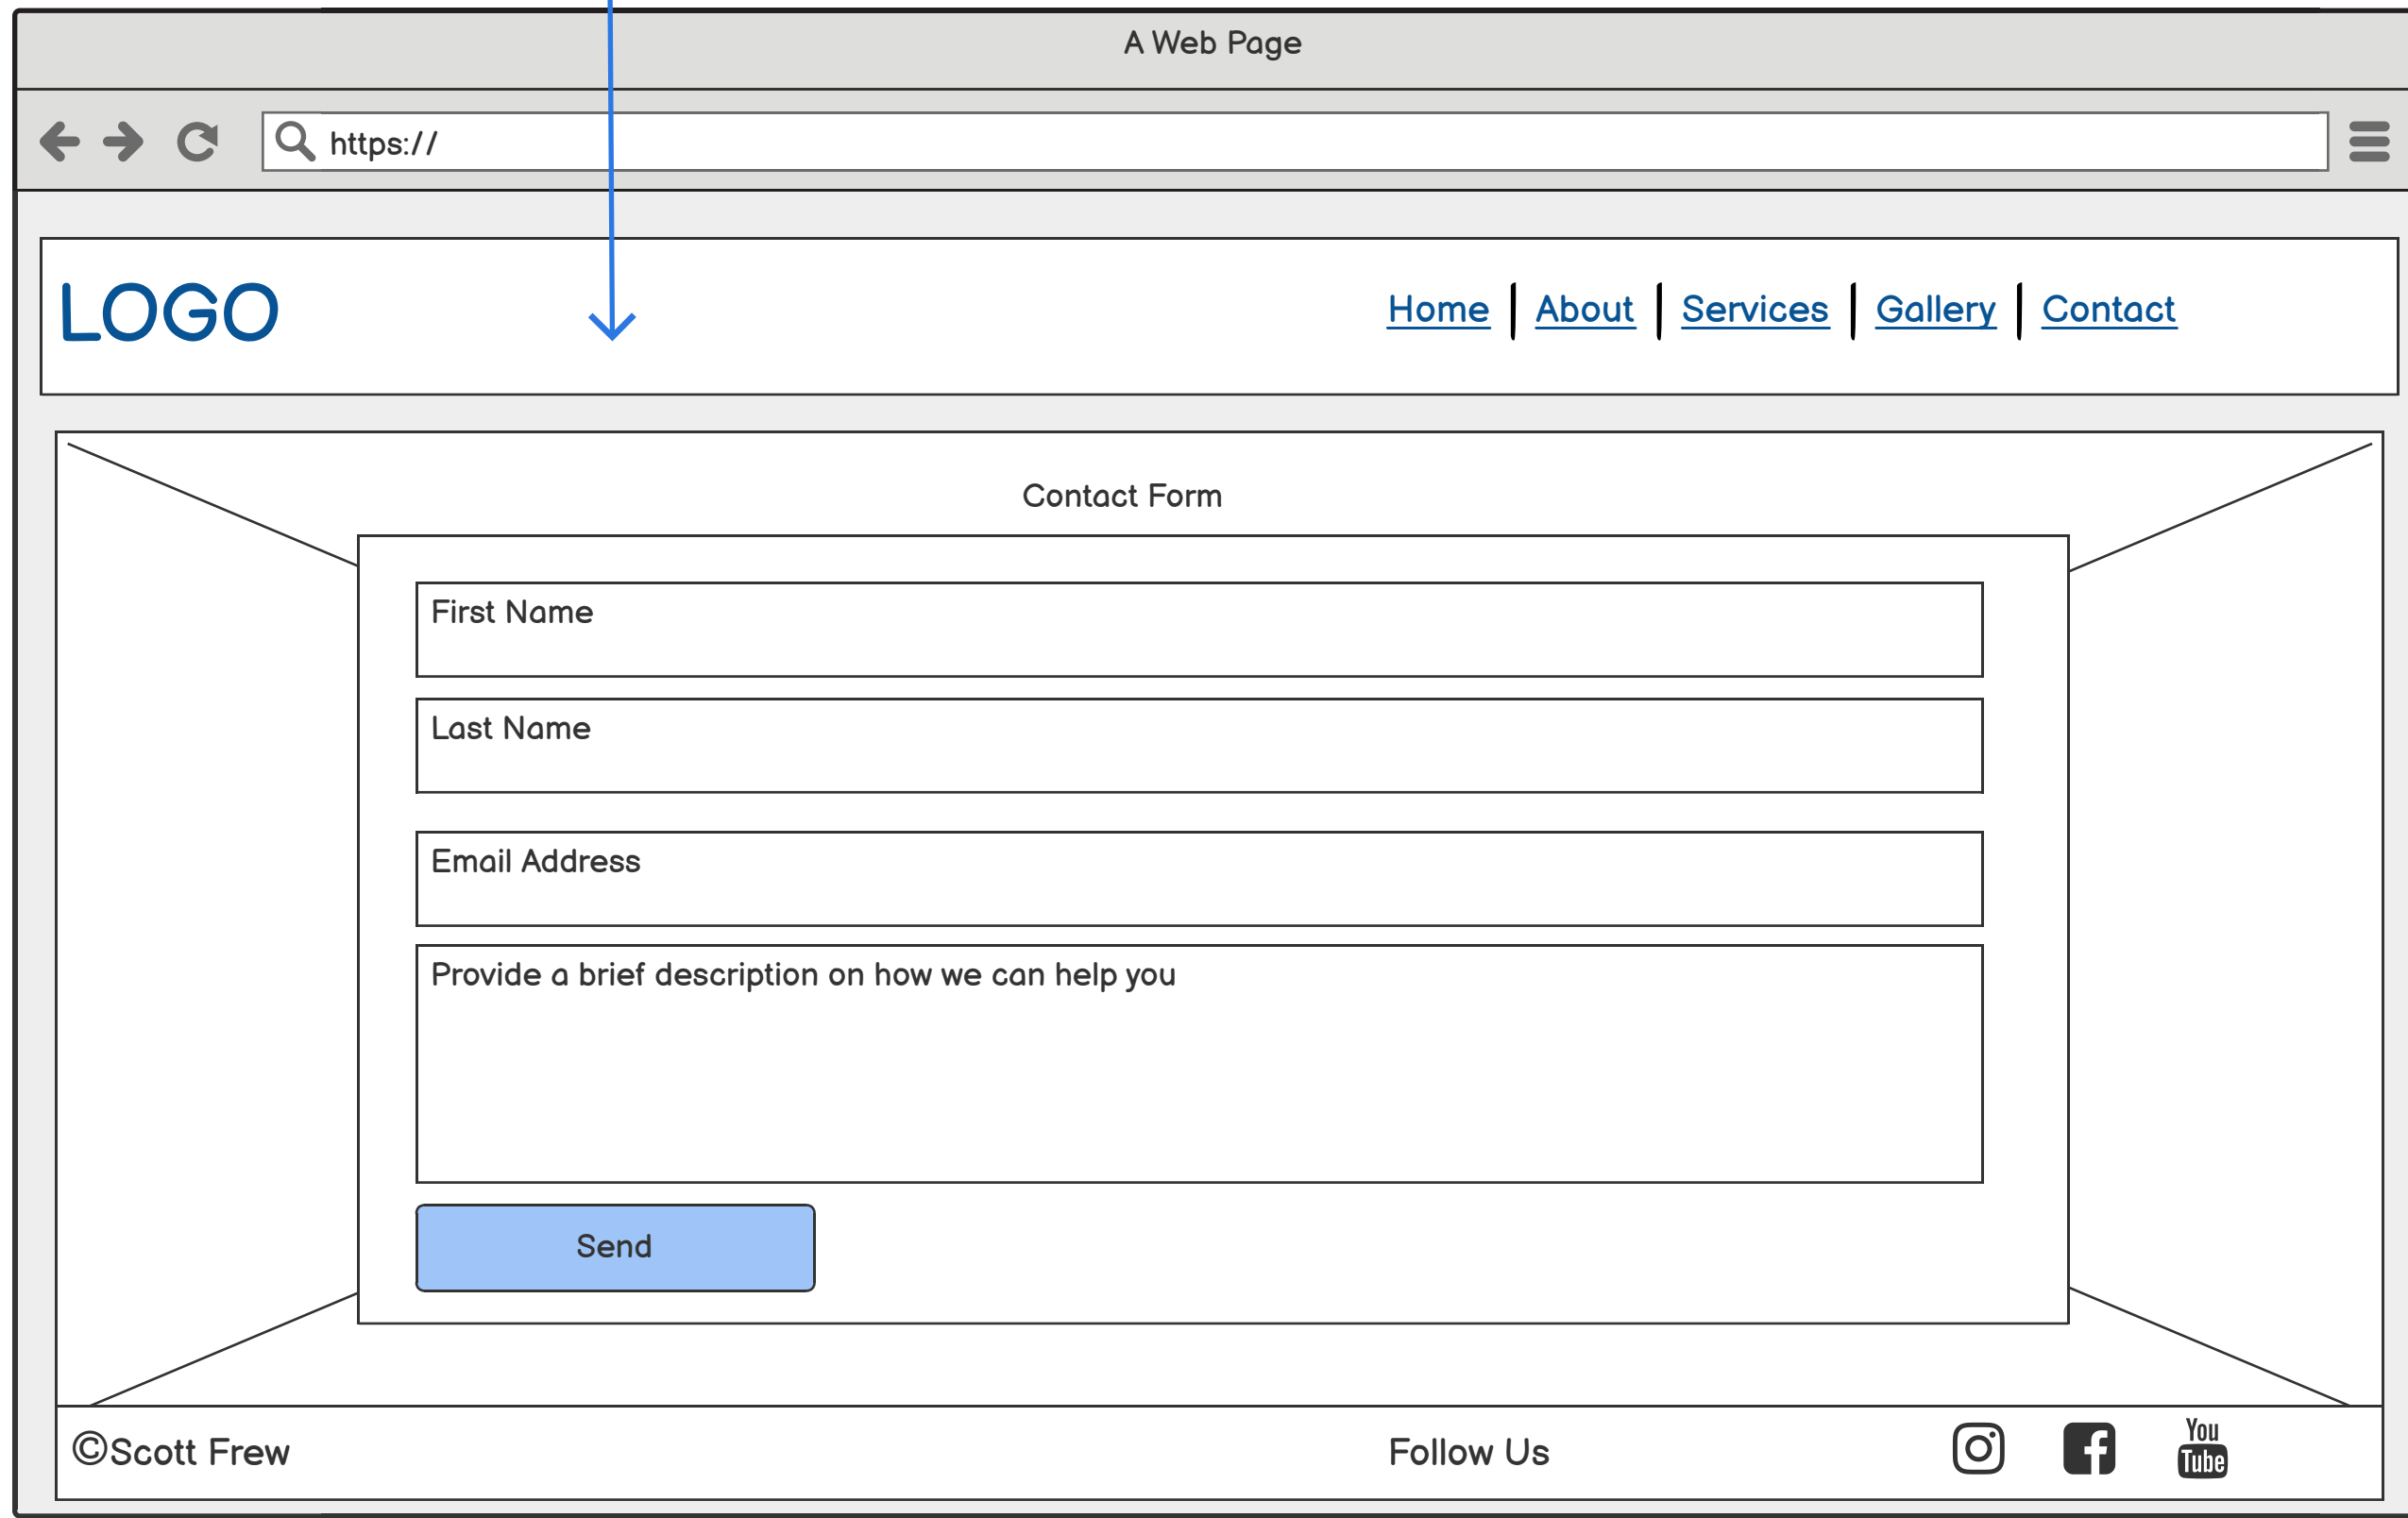 A Web Page
https://
LOGO
Home | About | Services | Gallery | Contact
Contact Form
First Name
Last Name
Email Address
Provide a brief description on how we can help you
Send
©Scott Frew
Follow Us
You
Tube